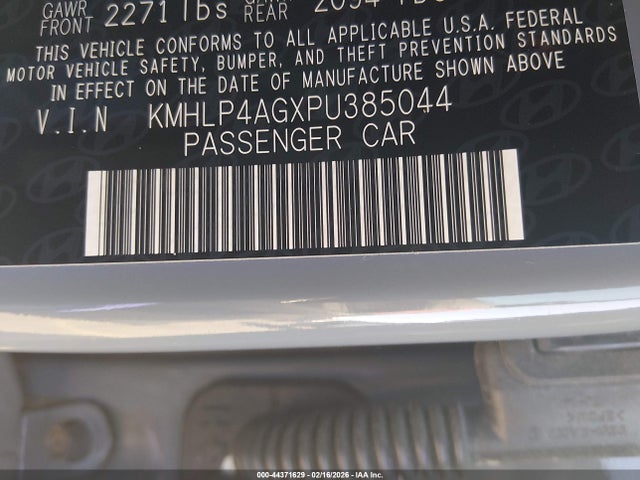 GAWR
FRONT 2271 lbs
REAR
THIS VEHICLE CONFORMS TO ALL APPLICABLE U.S.A. FEDERAL
MOTOR VEHICLE SAFETY, BUMPER, AND THEFT PREVENTION STANDARDS
IN EFFECT ON THE DATE OF MANUFACTURE SHOWN ABOVE
V.I.N KMHLP4AGXPU385044
PASSENGER CAR
000-44371629 - 02/16/2026 - IAA Inc.